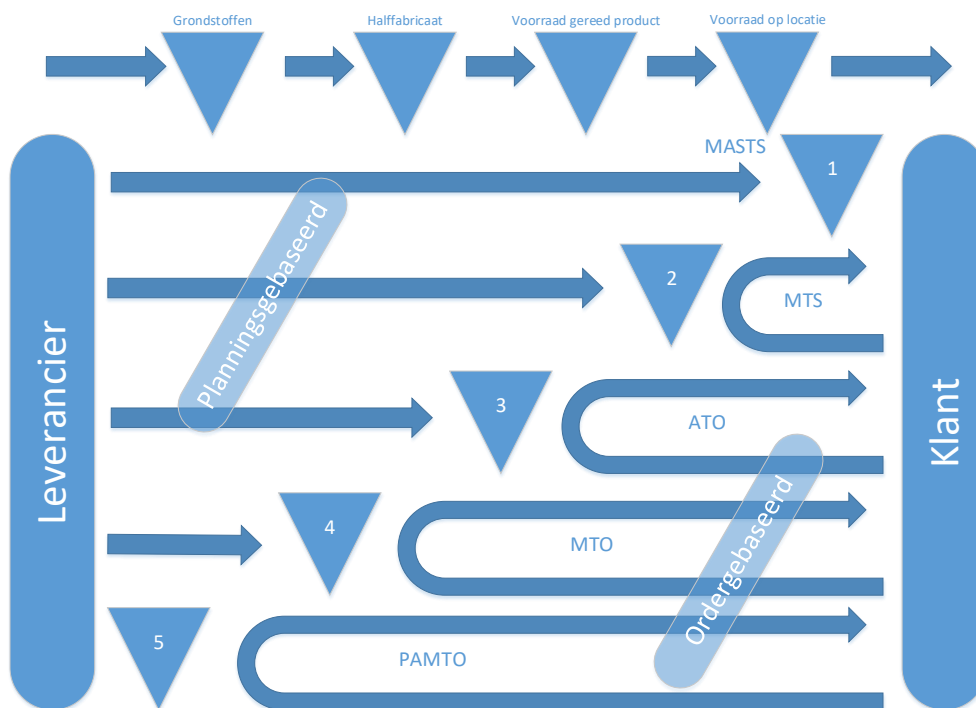 Grondstoffen
Halffabricaat
Voorraad gereed product
Voorraad op locatie
MASTS
1
2
MTS
Planningsgebaseerd
Leverancier
Klant
3
ATO
4
MTO
Ordergebaseerd
5
PAMTO